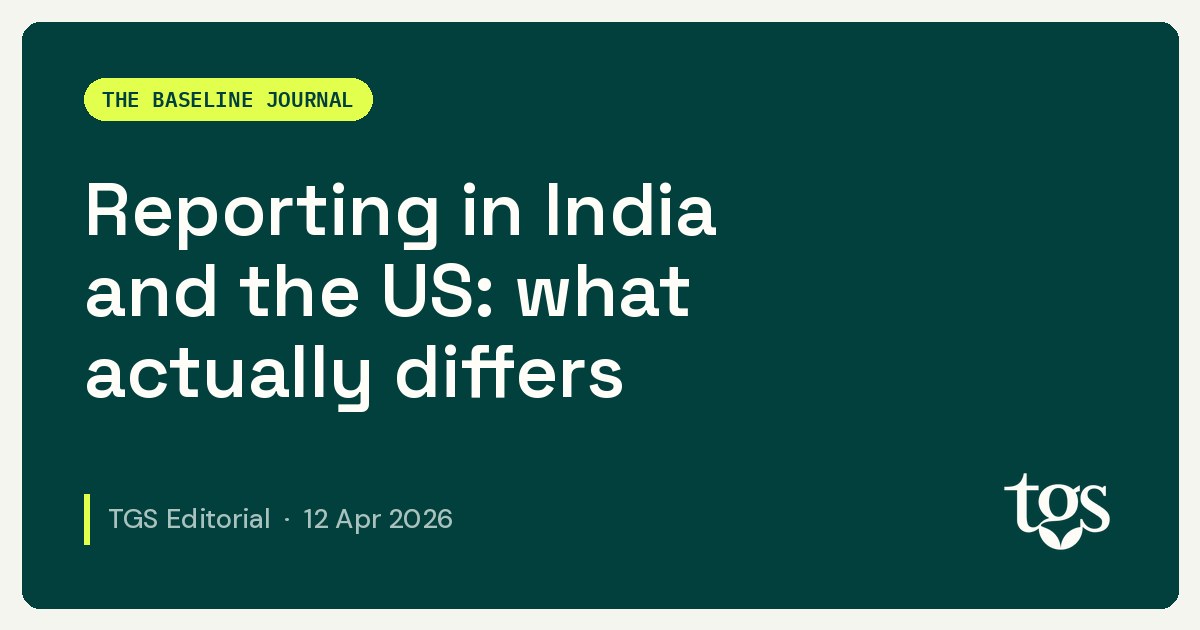 THE BASELINE JOURNAL
Reporting in India
and the US: what
actually differs
TGS Editorial · 12 Apr 2026
tgs